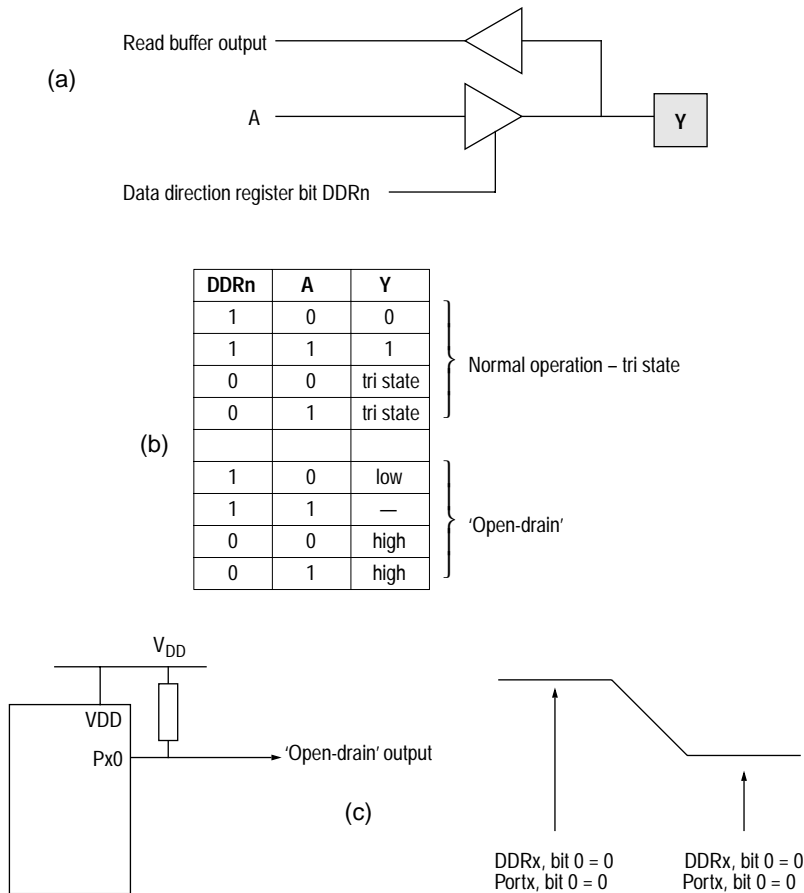 Read buffer output
(a)
A
Y
Data direction register bit DDRn
DDRn A Y
1 0 0
1 1 1
0 0 tri state
0 1 tri state
Normal operation – tri state
(b)
1 0 low
1 1 —
0 0 high
0 1 high
'Open-drain'
VDD
VDD
Px0
'Open-drain' output
(c)
DDRx, bit 0 = 0
Portx, bit 0 = 0
DDRx, bit 0 = 0
Portx, bit 0 = 0